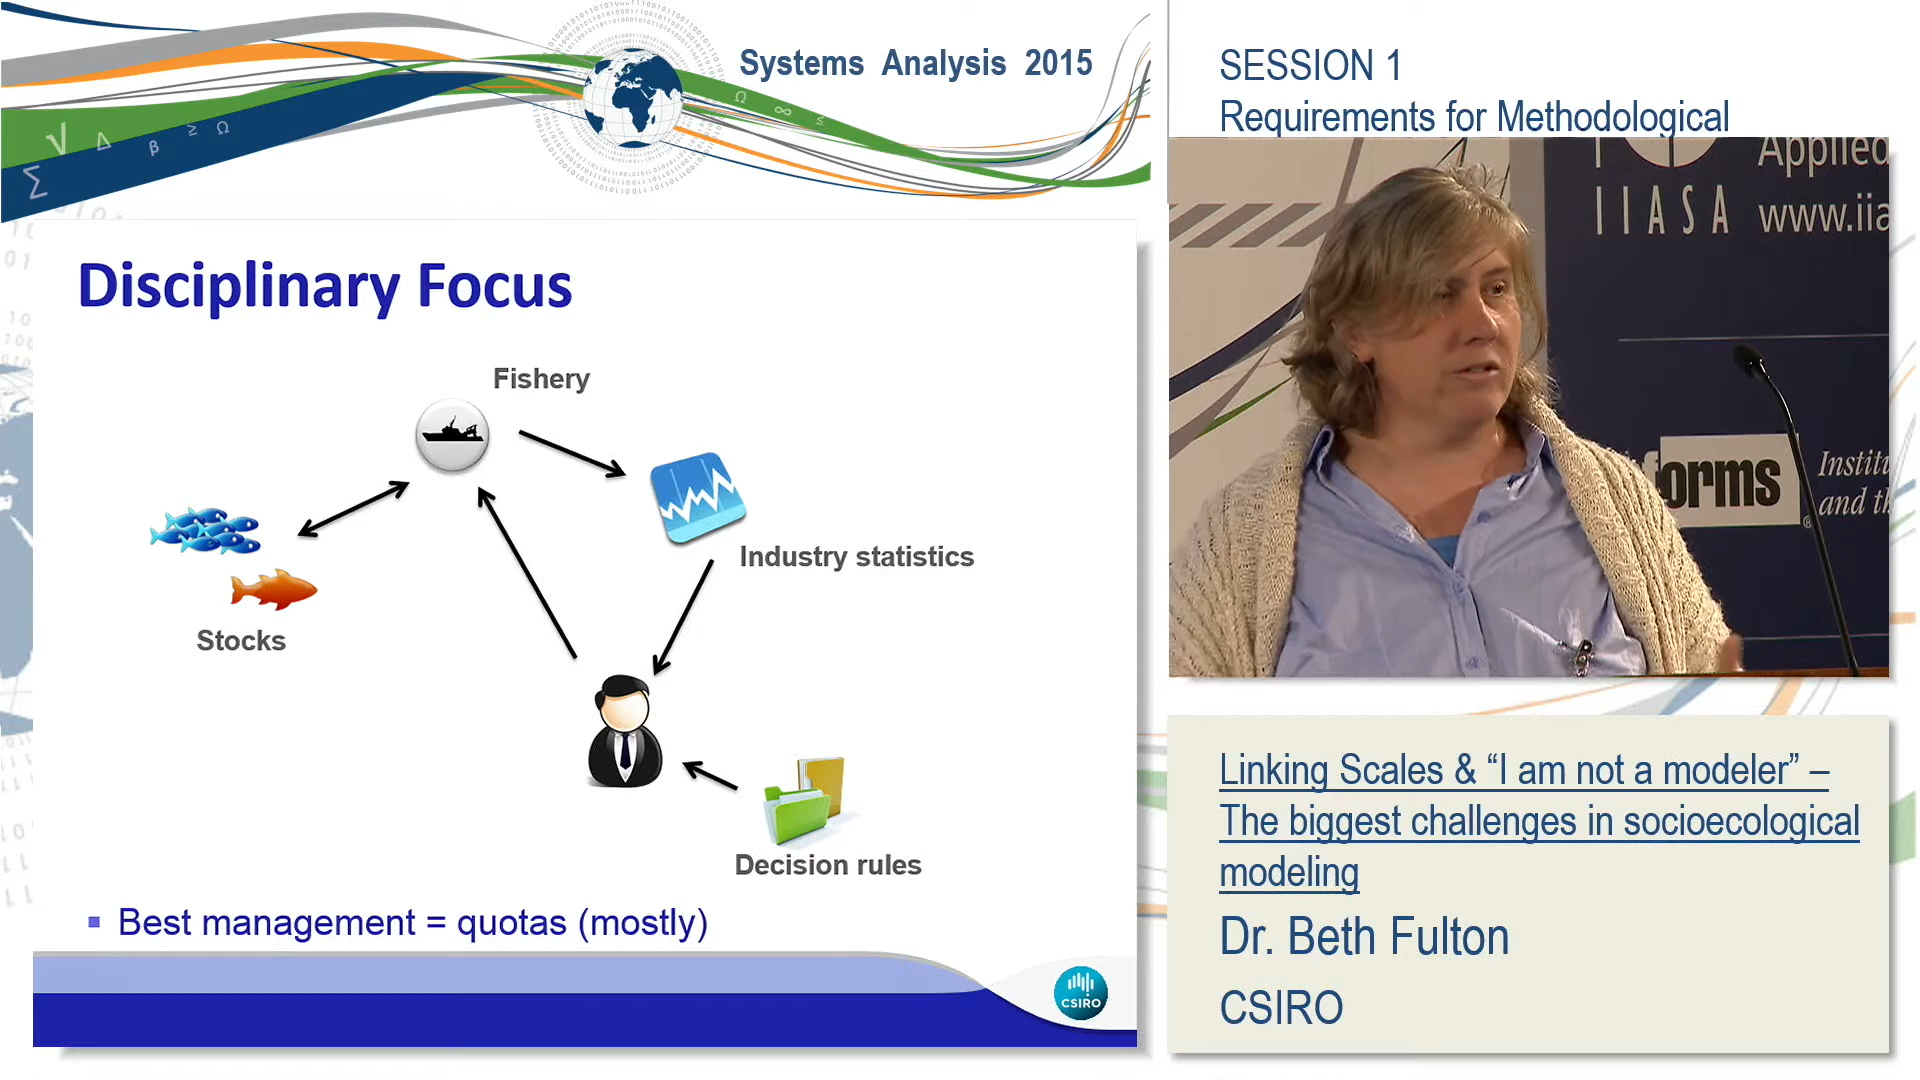 Systems Analysis 2015
SESSION 1
Requirements for Methodological
Applied
IIASA
www.iia
orms
®
and
Disciplinary Focus
Fishery
Industry statistics
Stocks
Decision rules
Best management = quotas (mostly)
CSIRO
Linking Scales & “I am not a modeler” –
The biggest challenges in socioecological
modeling
Dr. Beth Fulton
CSIRO